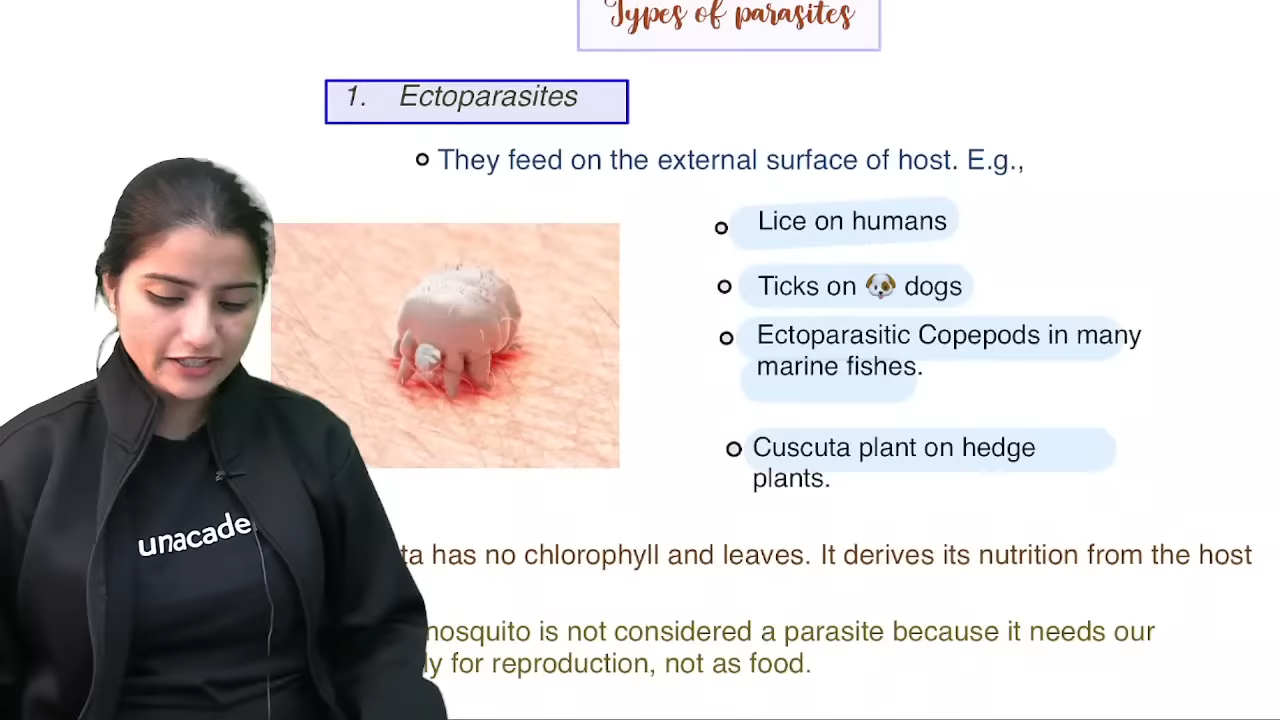 Types of parasites
1. Ectoparasites
They feed on the external surface of host. E.g.,
Lice on humans
Ticks on 🐶 dogs
Ectoparasitic Copepods in many
marine fishes.
Cuscuta plant on hedge
plants.
has no chlorophyll and leaves. It derives its nutrition from the host
mosquito is not considered a parasite because it needs our
for reproduction, not as food.
unacade